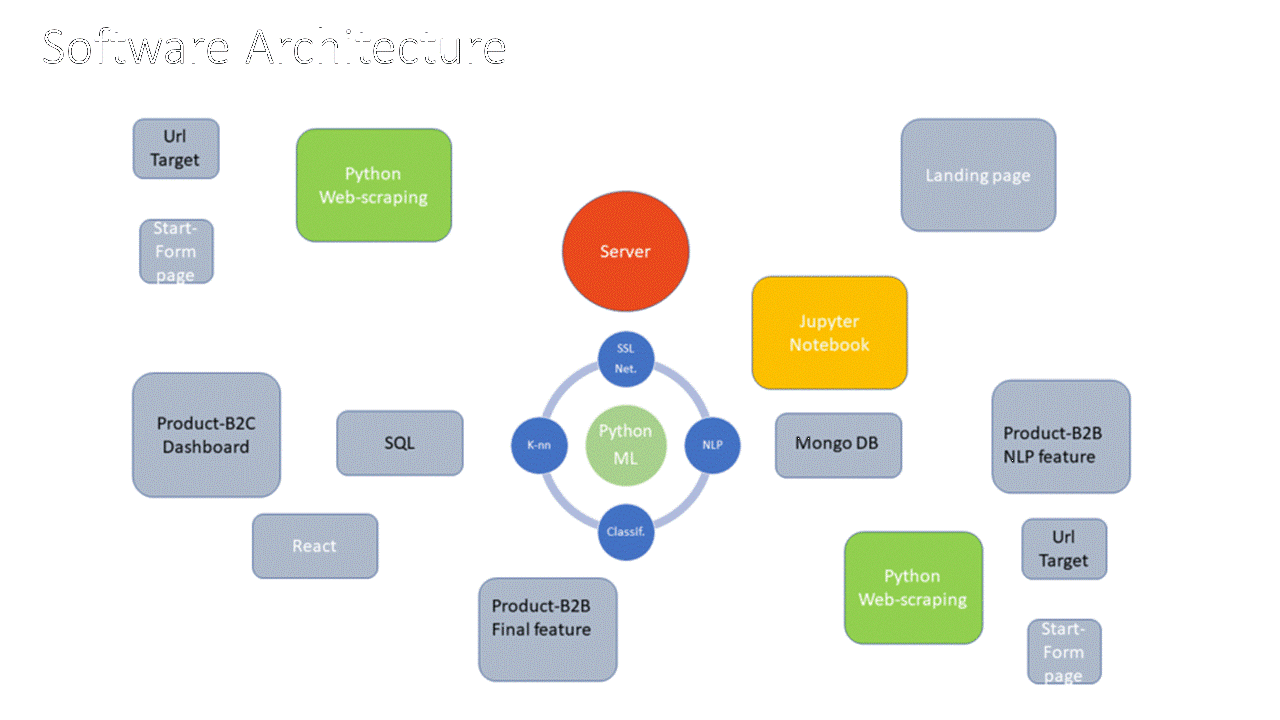 Software Architecture
Url
Target
Python
Web-scraping
Landing page
Start-
Form
page
Server
Jupyter
Notebook
SSL
Net.
Product-B2C
Dashboard
SQL
K-nn
Python
ML
NLP
Mongo DB
Product-B2B
NLP feature
React
Classif.
Url
Target
Python
Web-scraping
Product-B2B
Final feature
Start-
Form
page